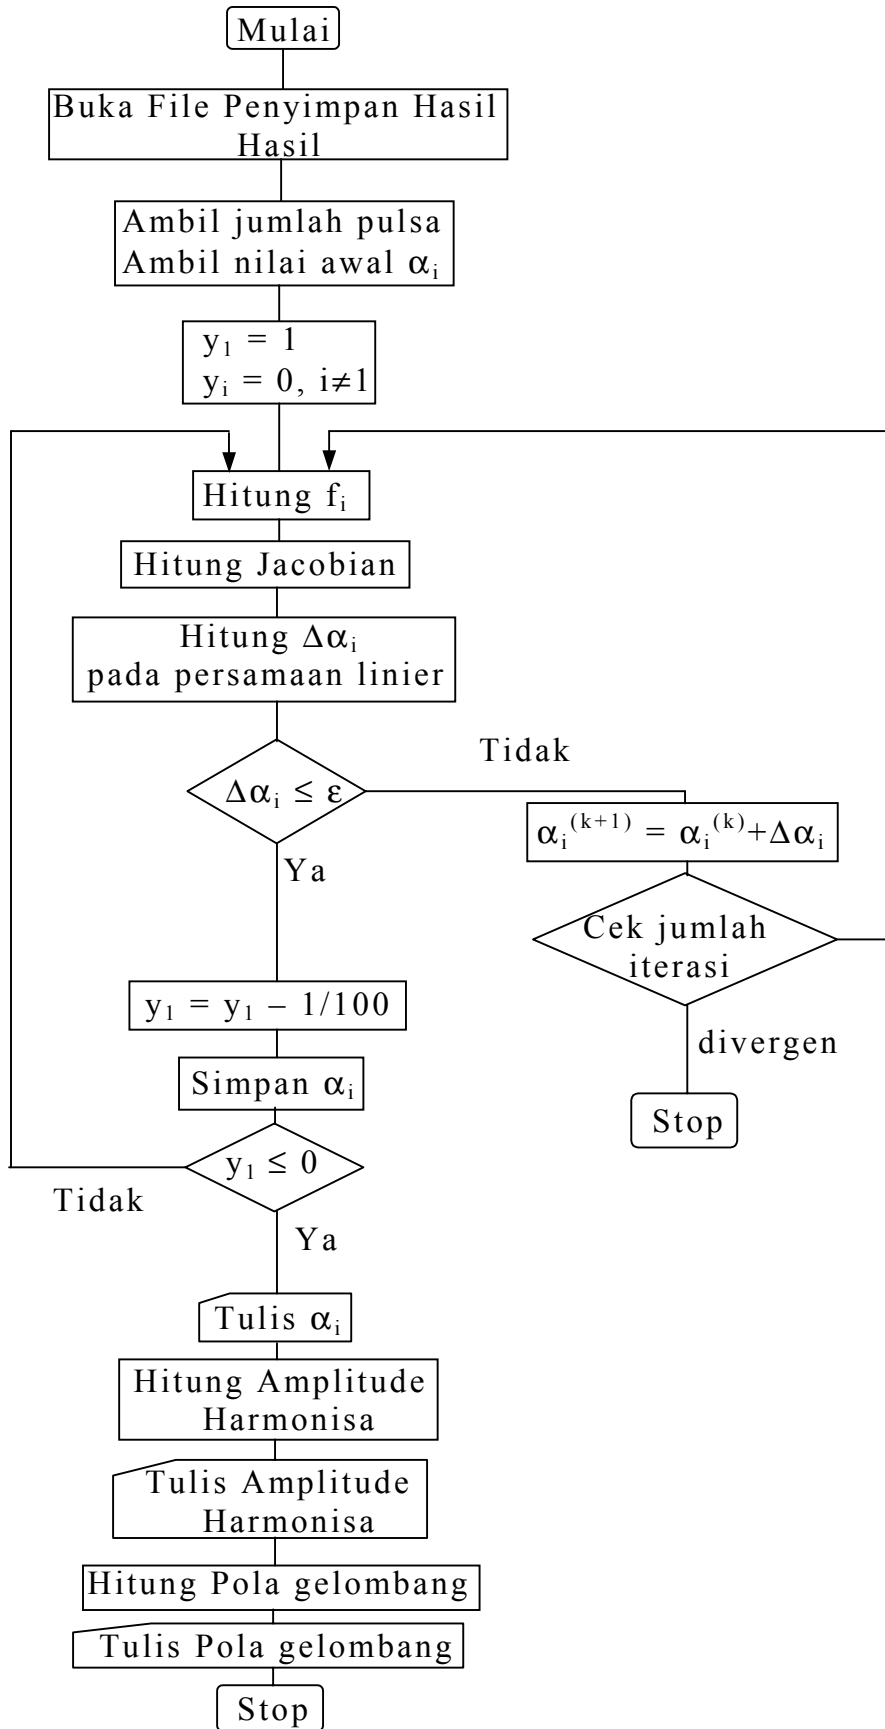 Mulai
Buka File Penyimpan Hasil
Hasil
Ambil jumlah pulsa
Ambil nilai awal αᵢ
y₁ = 1
yᵢ = 0, i≠1
Hitung fᵢ
Hitung Jacobian
Hitung Δαᵢ
pada persamaan linier
Δαᵢ ≤ ε
Tidak
αᵢ⁽ᵏ⁺¹⁾ = αᵢ⁽ᵏ⁾+Δαᵢ
Cek jumlah
iterasi
divergen
Stop
Ya
y₁ = y₁ – 1/100
Simpan αᵢ
y₁ ≤ 0
Tidak
Ya
Tulis αᵢ
Hitung Amplitude
Harmonisa
Tulis Amplitude
Harmonisa
Hitung Pola gelombang
Tulis Pola gelombang
Stop